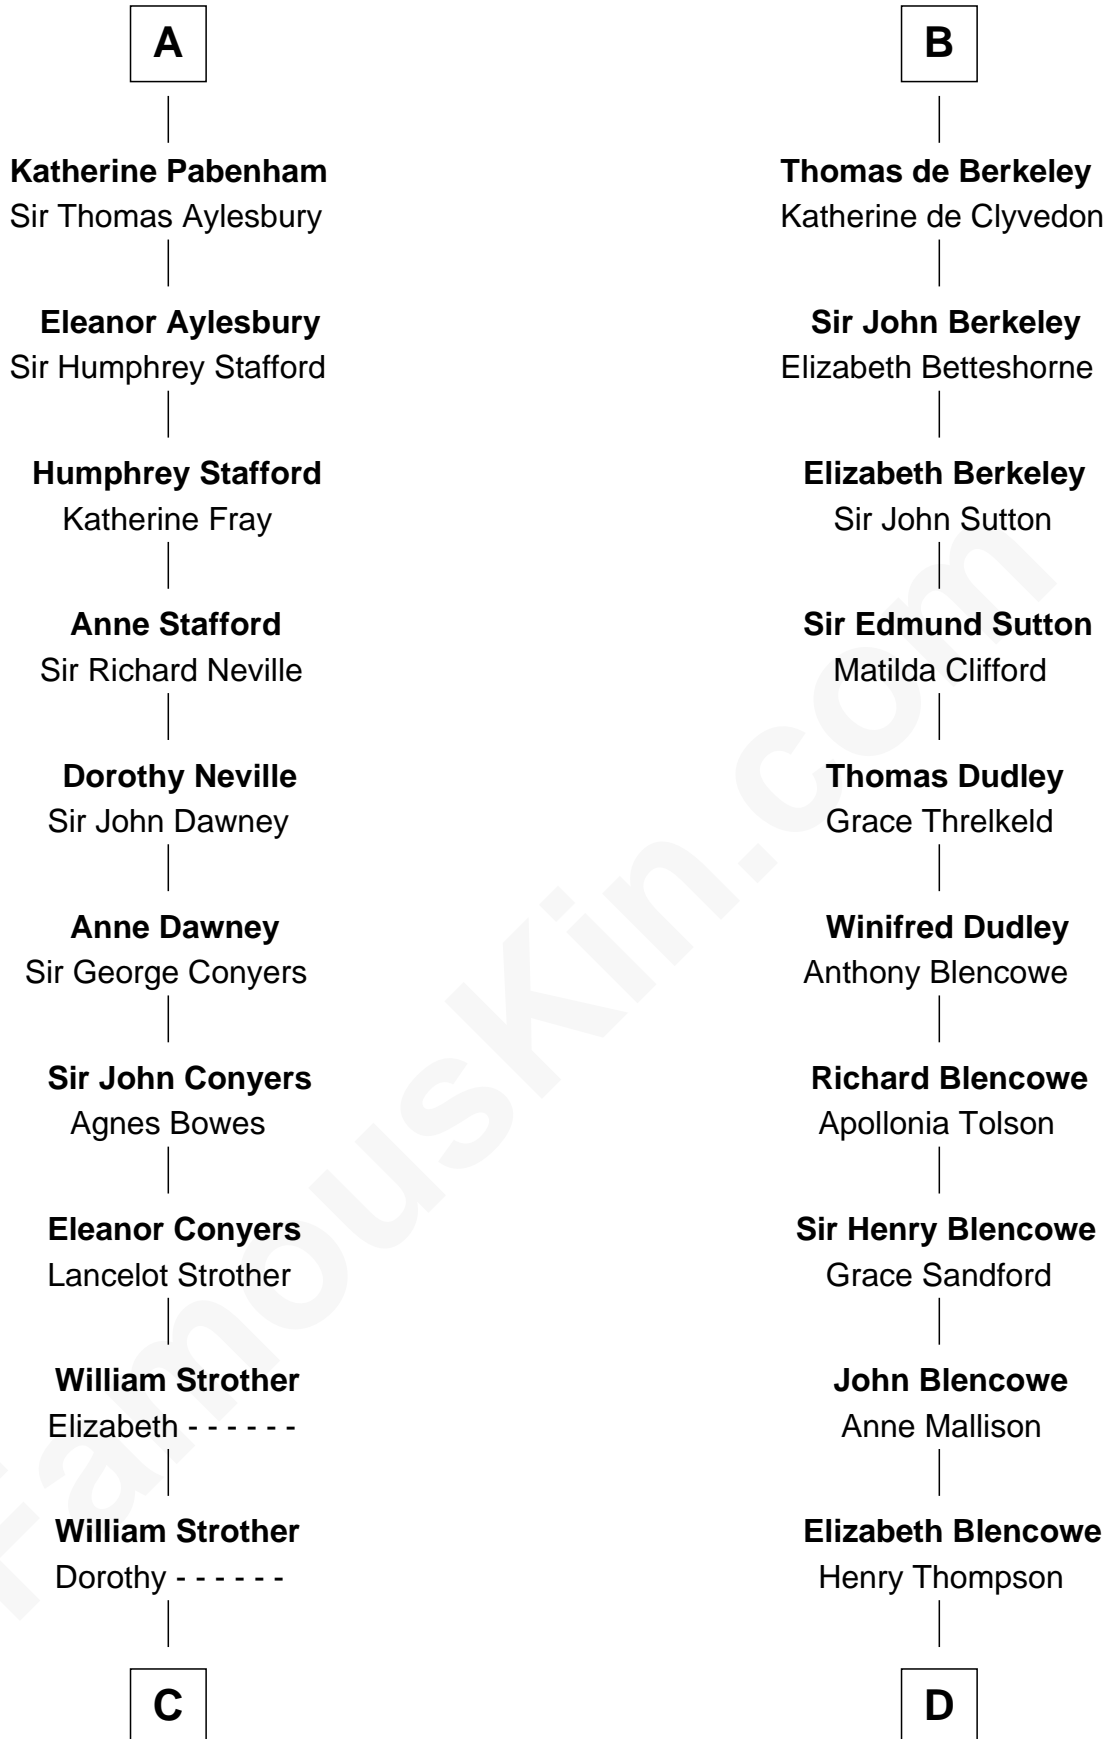 A
Katherine Pabenham
Sir Thomas Aylesbury
Eleanor Aylesbury
Sir Humphrey Stafford
Humphrey Stafford
Katherine Fray
Anne Stafford
Sir Richard Neville
Dorothy Neville
Sir John Dawney
Anne Dawney
Sir George Conyers
Sir John Conyers
Agnes Bowes
Eleanor Conyers
Lancelot Strother
William Strother
Elizabeth - - - - - -
William Strother
Dorothy - - - - - -
C
B
Thomas de Berkeley
Katherine de Clyvedon
Sir John Berkeley
Elizabeth Betteshorne
Elizabeth Berkeley
Sir John Sutton
Sir Edmund Sutton
Matilda Clifford
Thomas Dudley
Grace Threlkeld
Winifred Dudley
Anthony Blencowe
Richard Blencowe
Apollonia Tolson
Sir Henry Blencowe
Grace Sandford
John Blencowe
Anne Mallison
Elizabeth Blencowe
Henry Thompson
D
FamousKin.com